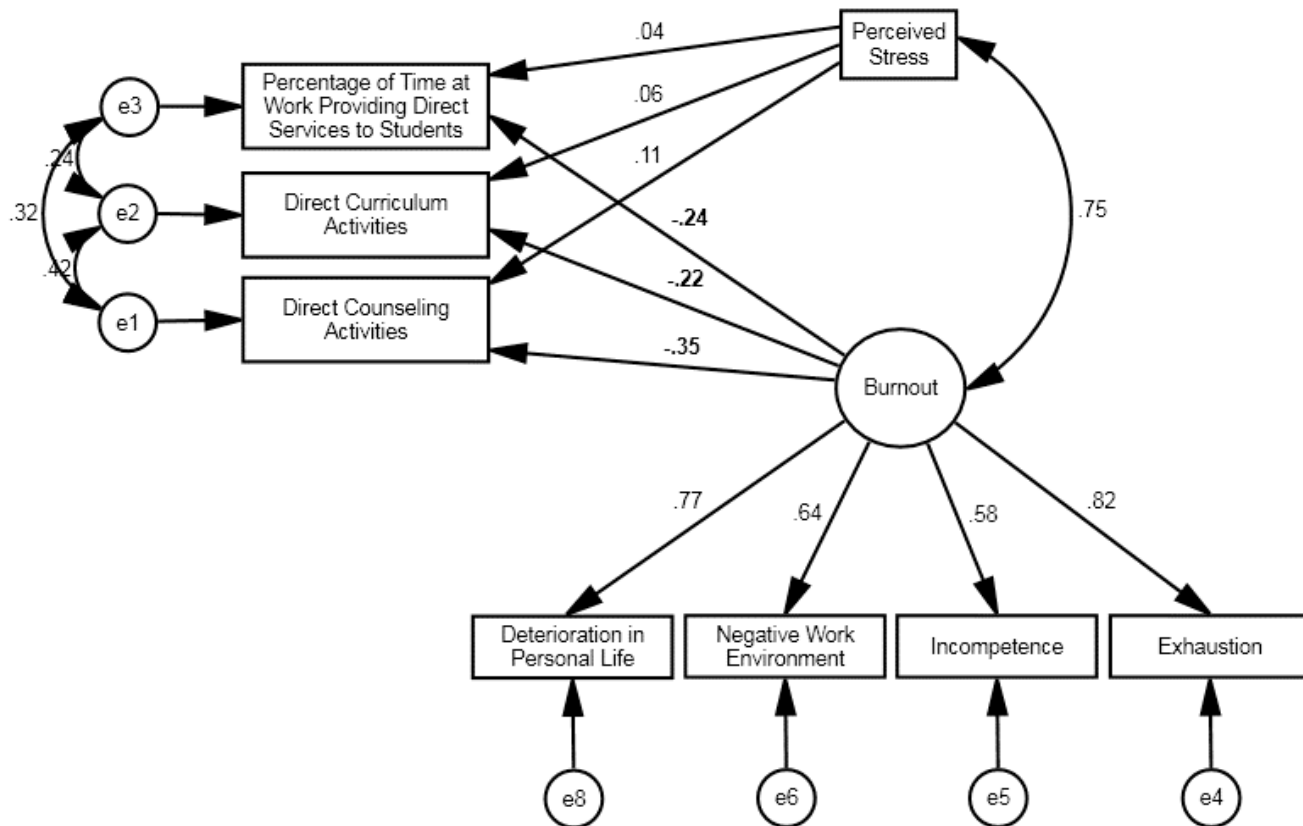 Perceived
Stress
.04
Percentage of Time at
Work Providing Direct
Services to Students
e3
.06
.11
.24
Direct Curriculum
Activities
e2
.32
-.24
.75
.42
-.22
Direct Counseling
Activities
e1
-.35
Burnout
.77
.64
.58
.82
Deterioration in
Personal Life
Negative Work
Environment
Incompetence
Exhaustion
e8
e6
e5
e4